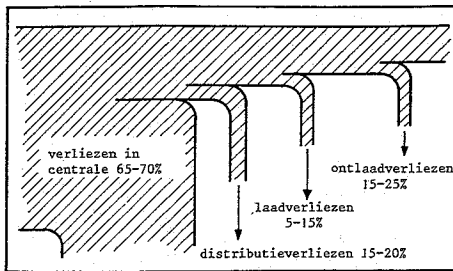 verliezen in
centrale 65-70%
ontlaadverliezen
15-25%
laadverliezen
5-15%
distributieverliezen 15-20%